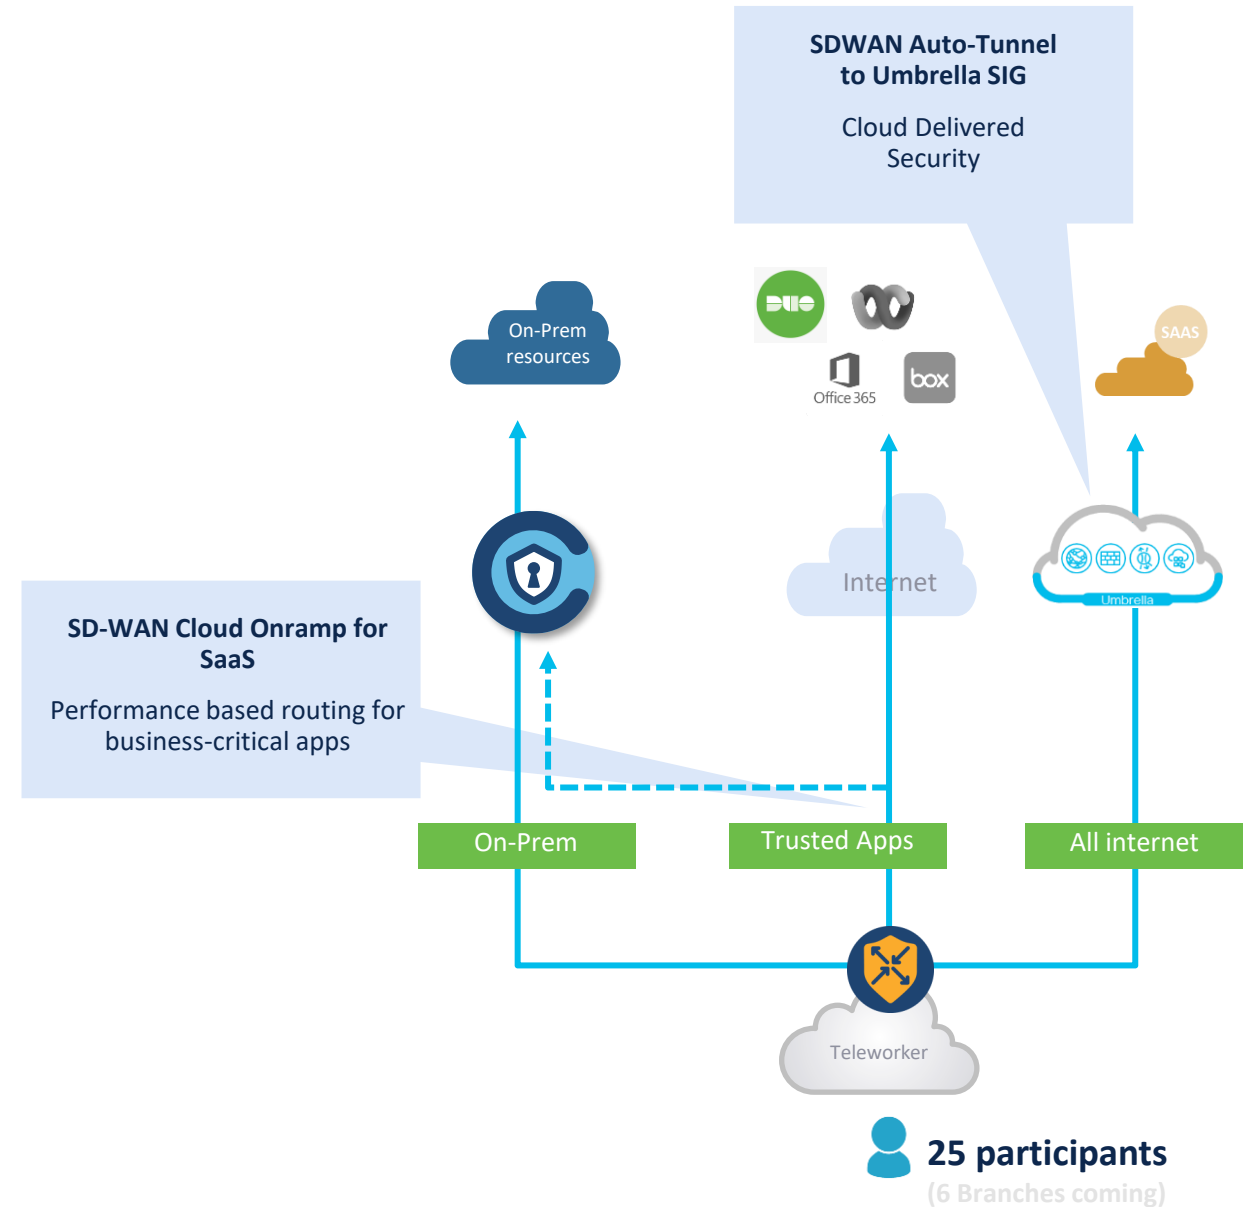 SDWAN Auto-Tunnel
to Umbrella SIG
Cloud Delivered
Security
On-Prem
resources
DUO
Office 365
box
SAAS
Internet
Umbrella
SD-WAN Cloud Onramp for
SaaS
Performance based routing for
business-critical apps
On-Prem
Trusted Apps
All internet
Teleworker
25 participants
(6 Branches coming)